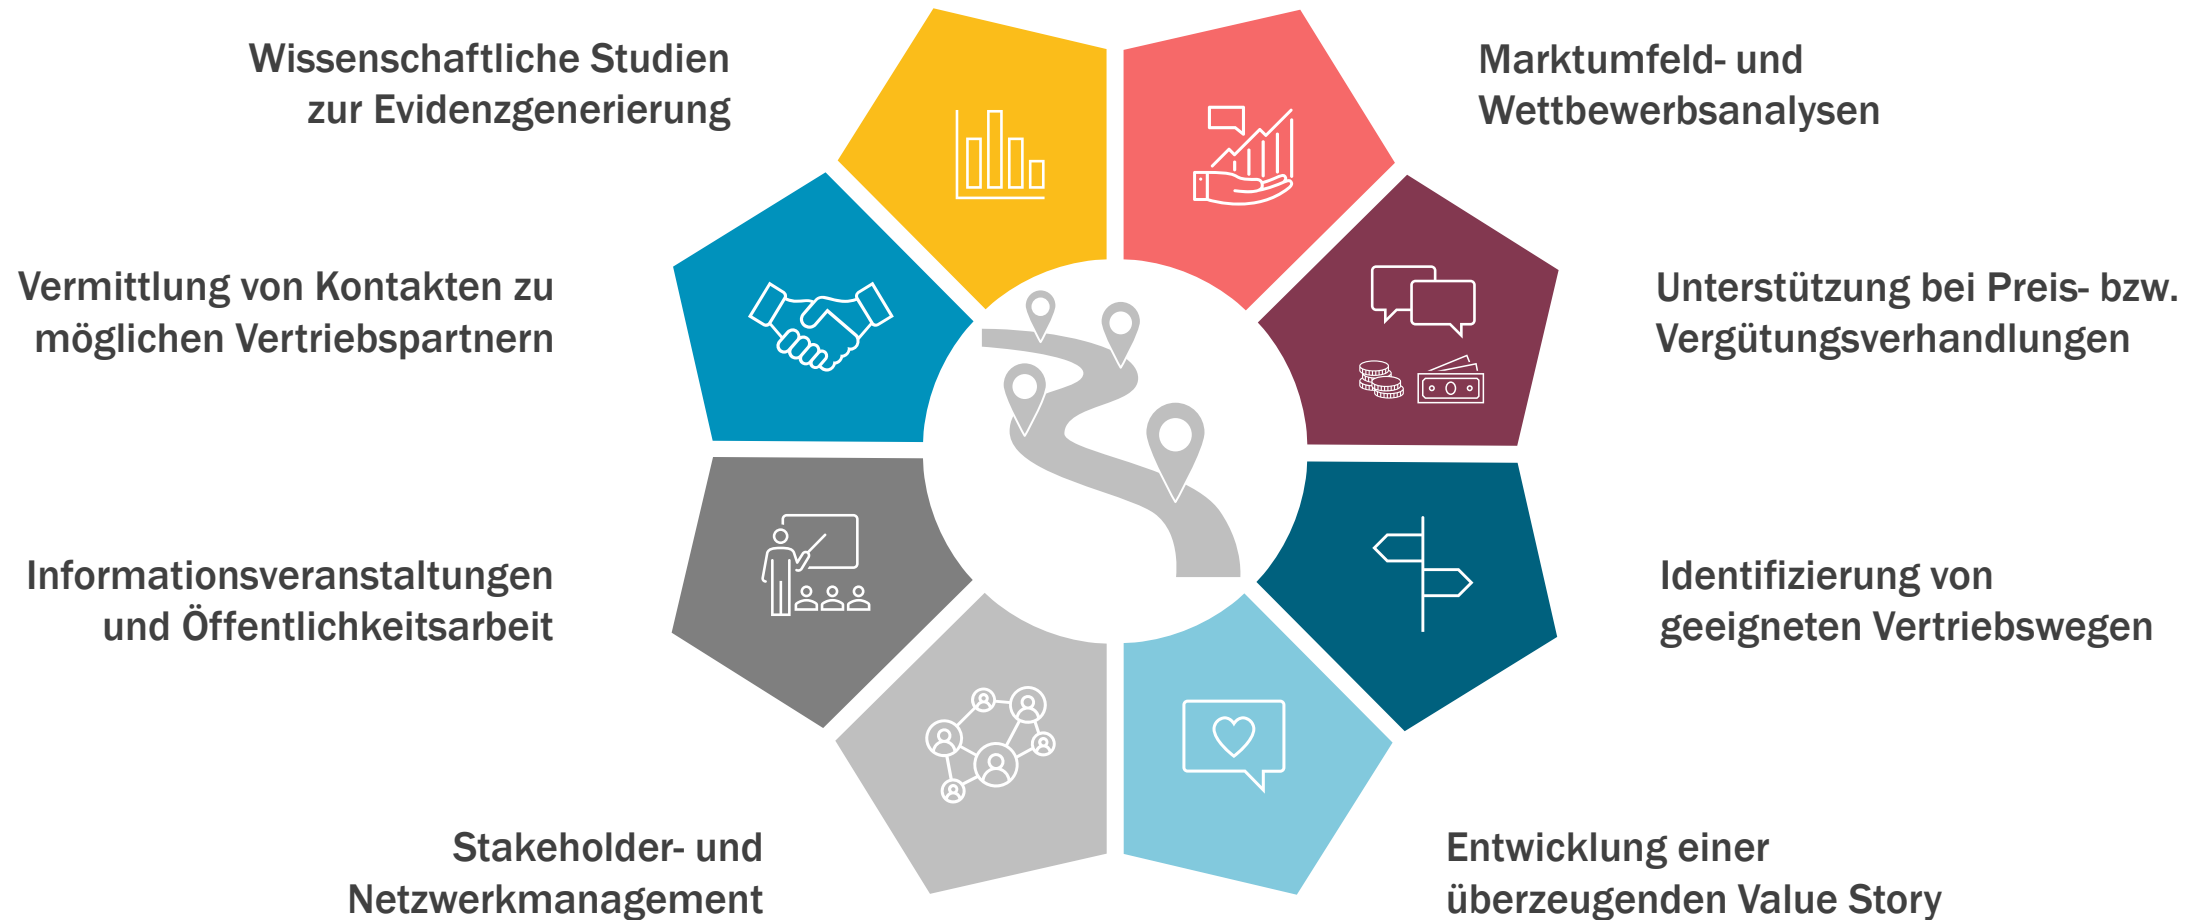 Wissenschaftliche Studien
zur Evidenzgenerierung
Marktumfeld- und
Wettbewerbsanalysen
Vermittlung von Kontakten zu
möglichen Vertriebspartnern
Unterstützung bei Preis- bzw.
Vergütungsverhandlungen
Informationsveranstaltungen
und Öffentlichkeitsarbeit
Identifizierung von
geeigneten Vertriebswegen
Stakeholder- und
Netzwerkmanagement
Entwicklung einer
überzeugenden Value Story